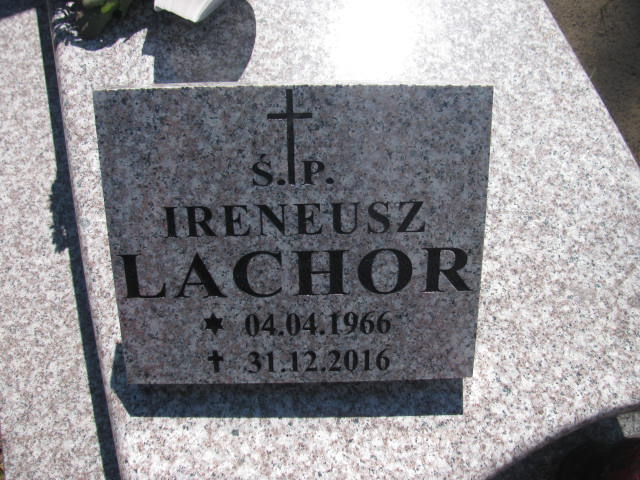 Ś.P.
IRENEUSZ
LACHOR
04.04.1966
31.12.2016